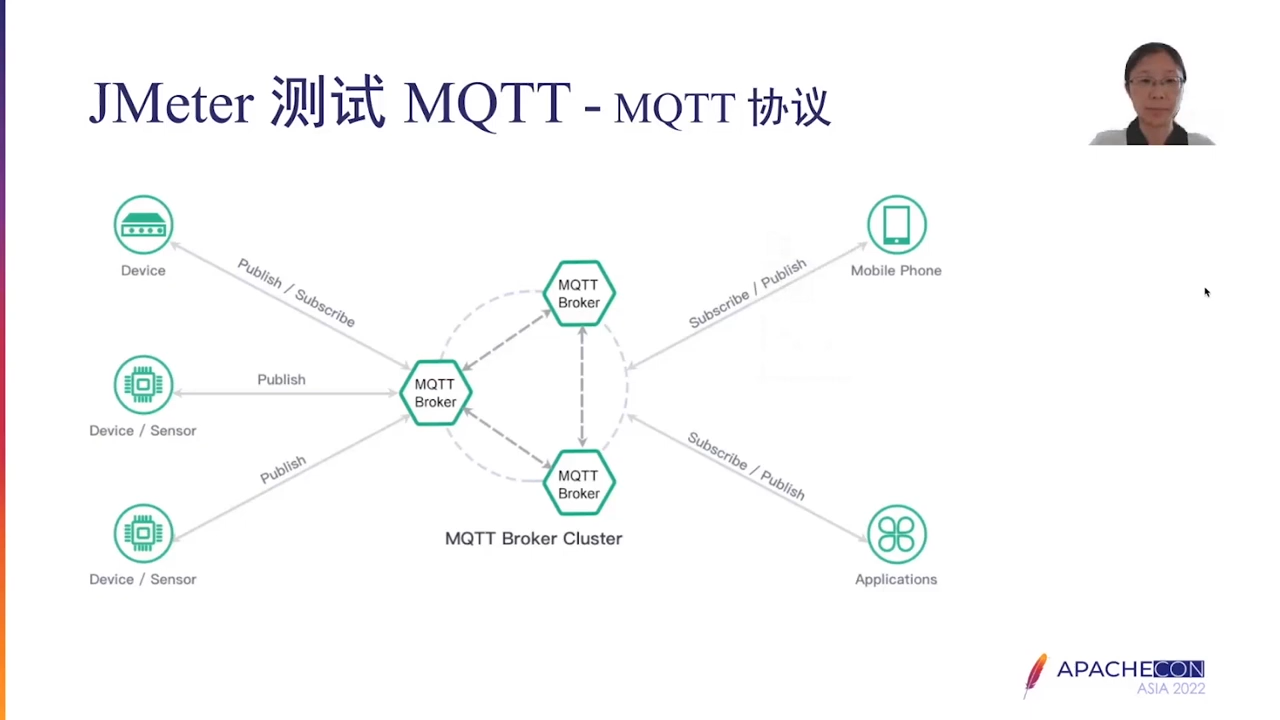 JMeter 测试 MQTT - MQTT 协议
Device
Publish / Subscribe
MQTT
Broker
Subscribe / Publish
Mobile Phone
Device / Sensor
Publish
MQTT
Broker
Device / Sensor
Publish
MQTT
Broker
Subscribe / Publish
Applications
MQTT Broker Cluster
APACHECON
ASIA 2022